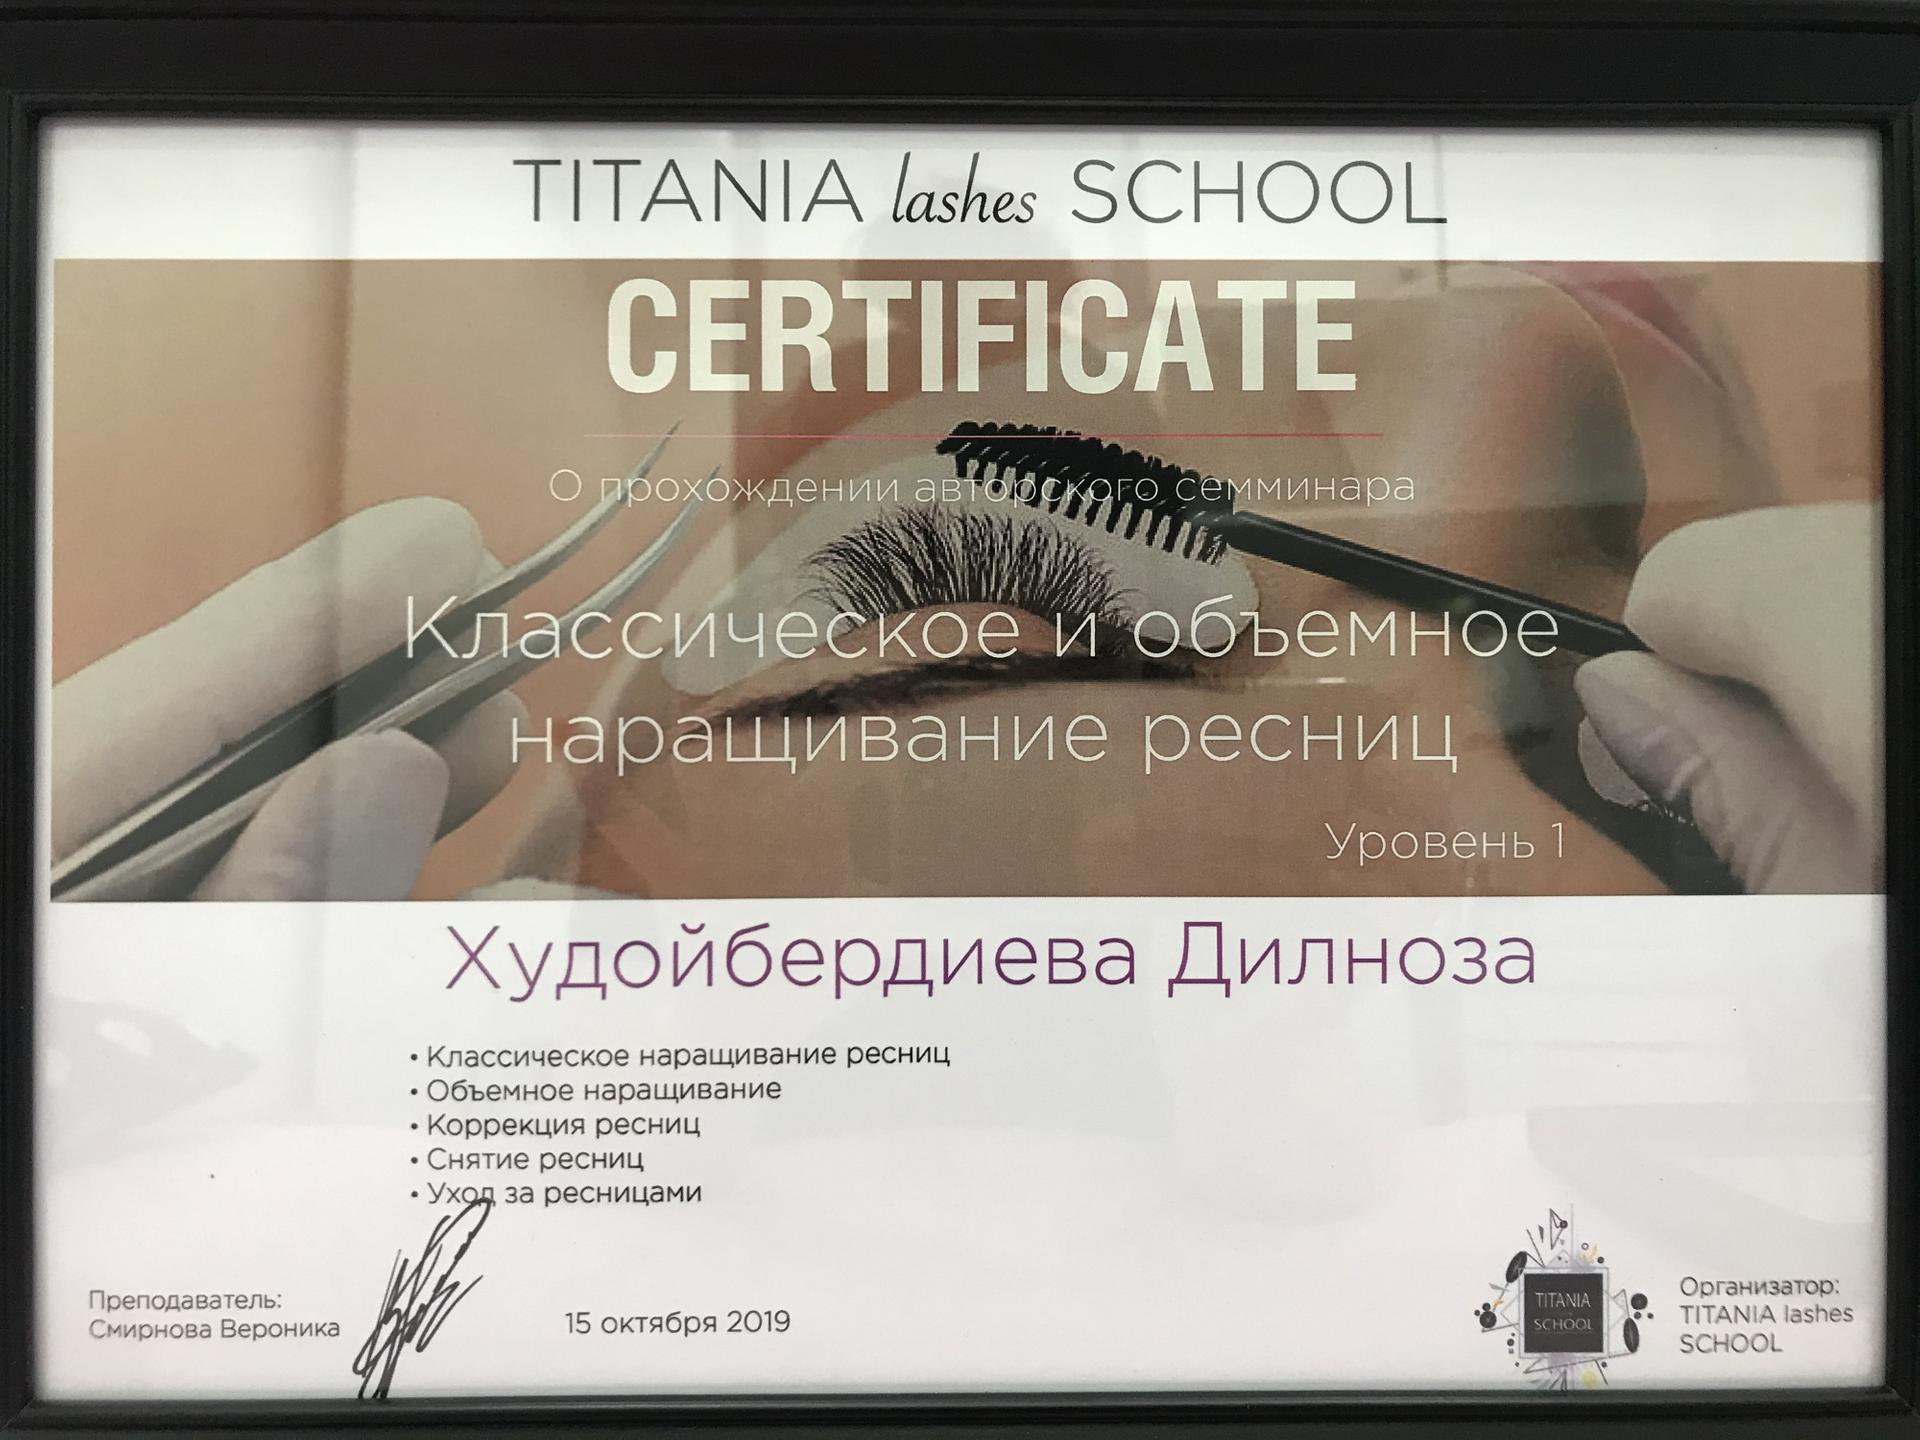 TITANIA lashes SCHOOL
CERTIFICATE
О прохождении авторского семминара
Классическое и объемное
наращивание ресниц
Уровень 1
Худойбердиева Дилноза
• Классическое наращивание ресниц
• Объемное наращивание
• Коррекция ресниц
• Снятие ресниц
• Уход за ресницами
Преподаватель:
Смирнова Вероника
15 октября 2019
TITANIA
SCHOOL
Организатор:
TITANIA lashes
SCHOOL